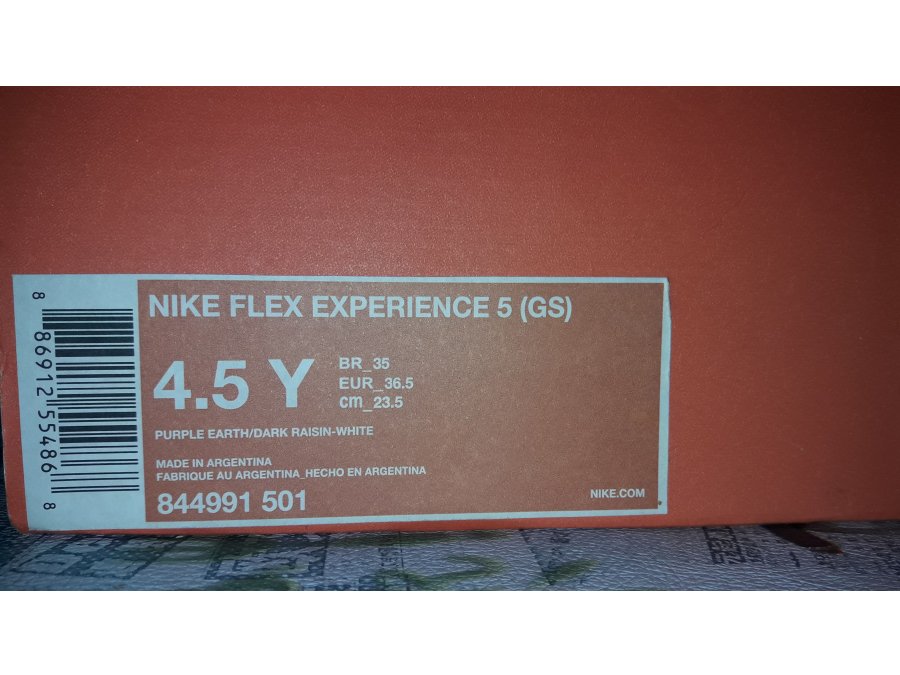 NIKE FLEX EXPERIENCE 5 (GS)
4.5 Y
BR_35
EUR_36.5
cm_23.5
PURPLE EARTH/DARK RAISIN-WHITE
MADE IN ARGENTINA
FABRIQUE AU ARGENTINA_HECHO EN ARGENTINA
844991 501
NIKE.COM
8 86912 55486 8